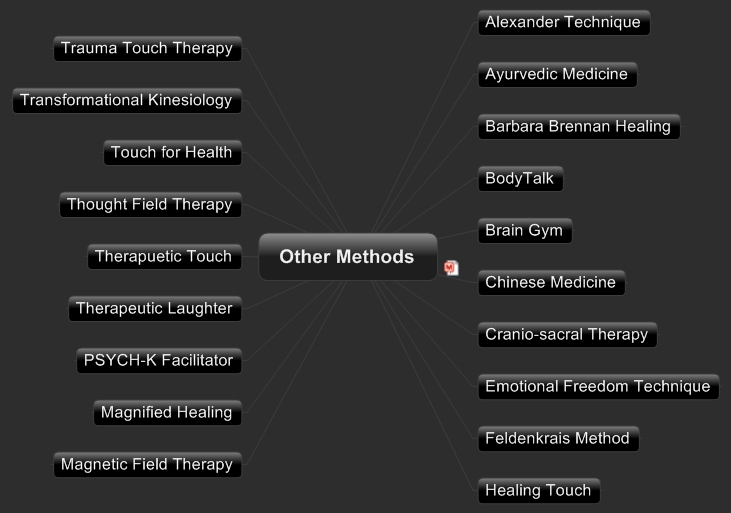 Other Methods
Alexander Technique
Ayurvedic Medicine
Barbara Brennan Healing
BodyTalk
Brain Gym
Chinese Medicine
Cranio-sacral Therapy
Emotional Freedom Technique
Feldenkrais Method
Healing Touch
Trauma Touch Therapy
Transformational Kinesiology
Touch for Health
Thought Field Therapy
Therapuetic Touch
Therapeutic Laughter
PSYCH-K Facilitator
Magnified Healing
Magnetic Field Therapy
M